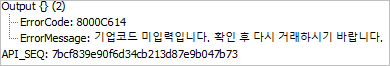 Output {} (2)
ErrorCode: 8000C614
ErrorMessage: 기업코드 미입력입니다. 확인 후 다시 거래하시기 바랍니다.
API_SEQ: 7bcf839e90f6d34cb213d87e9b047b73